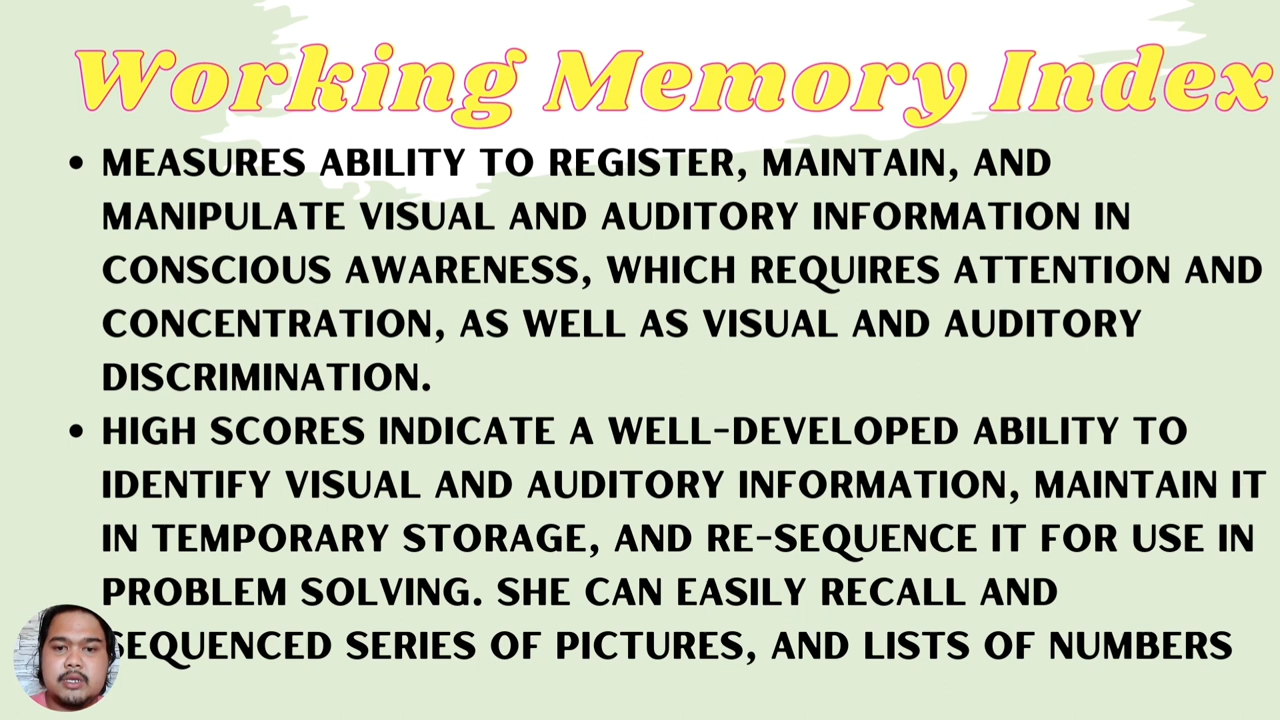 Working Memory Index
• MEASURES ABILITY TO REGISTER, MAINTAIN, AND
MANIPULATE VISUAL AND AUDITORY INFORMATION IN
CONSCIOUS AWARENESS, WHICH REQUIRES ATTENTION AND
CONCENTRATION, AS WELL AS VISUAL AND AUDITORY
DISCRIMINATION.
• HIGH SCORES INDICATE A WELL-DEVELOPED ABILITY TO
IDENTIFY VISUAL AND AUDITORY INFORMATION, MAINTAIN IT
IN TEMPORARY STORAGE, AND RE-SEQUENCE IT FOR USE IN
PROBLEM SOLVING. SHE CAN EASILY RECALL AND
SEQUENCED SERIES OF PICTURES, AND LISTS OF NUMBERS